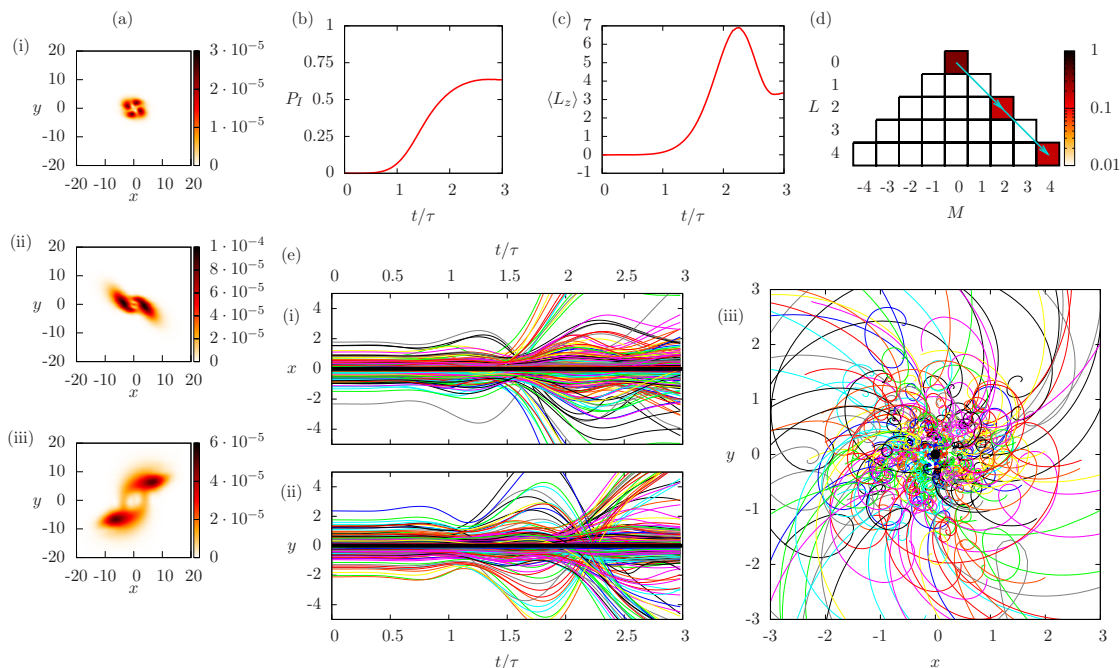 (a)
(i)
20
10
y 0
-10
-20
-20 -10 0 10 20
x
3 · 10⁻⁵
2 · 10⁻⁵
1 · 10⁻⁵
0
(ii)
20
10
y 0
-10
-20
-20 -10 0 10 20
x
1 · 10⁻⁴
8 · 10⁻⁵
6 · 10⁻⁵
4 · 10⁻⁵
2 · 10⁻⁵
0
(iii)
20
10
y 0
-10
-20
-20 -10 0 10 20
x
6 · 10⁻⁵
4 · 10⁻⁵
2 · 10⁻⁵
0
(b)
1
0.75
P_I 0.5
0.25
0
0 1 2 3
t/τ
(c)
7
6
5
4
⟨L_z⟩ 3
2
1
0
-1
0 1 2 3
t/τ
(d)
0
1
L 2
3
4
-4 -3 -2 -1 0 1 2 3 4
M
1
0.1
0.01
(e)
t/τ
0 0.5 1 1.5 2 2.5 3
(i)
4
2
x 0
-2
-4
(ii)
4
2
y 0
-2
-4
0 0.5 1 1.5 2 2.5 3
t/τ
(iii)
3
2
1
y 0
-1
-2
-3
-3 -2 -1 0 1 2 3
x